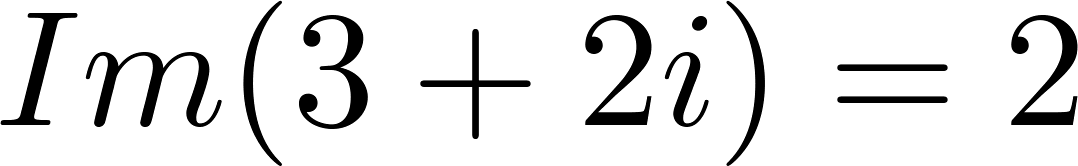 Im(3 + 2i) = 2